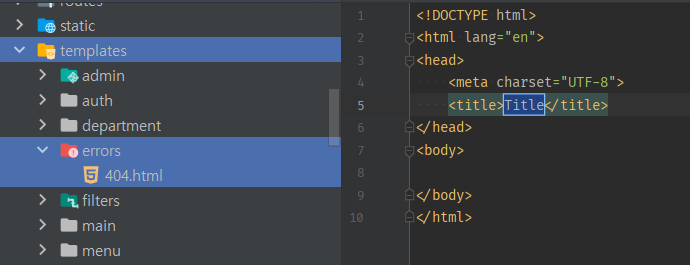 routes
static
templates
admin
auth
department
errors
404.html
filters
main
menu
1 <!DOCTYPE html>
2 <html lang="en">
3 <head>
4 <meta charset="UTF-8">
5 <title>Title</title>
6 </head>
7 <body>
8
9 </body>
10 </html>